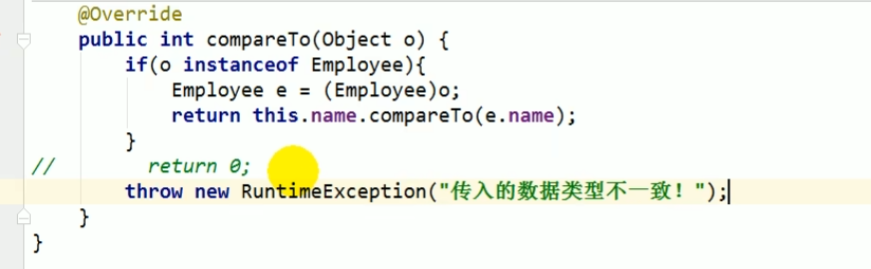 @Override
public int compareTo(Object o) {
if(o instanceof Employee){
Employee e = (Employee)o;
return this.name.compareTo(e.name);
}
// return 0;
throw new RuntimeException("传入的数据类型不一致！");
}
}